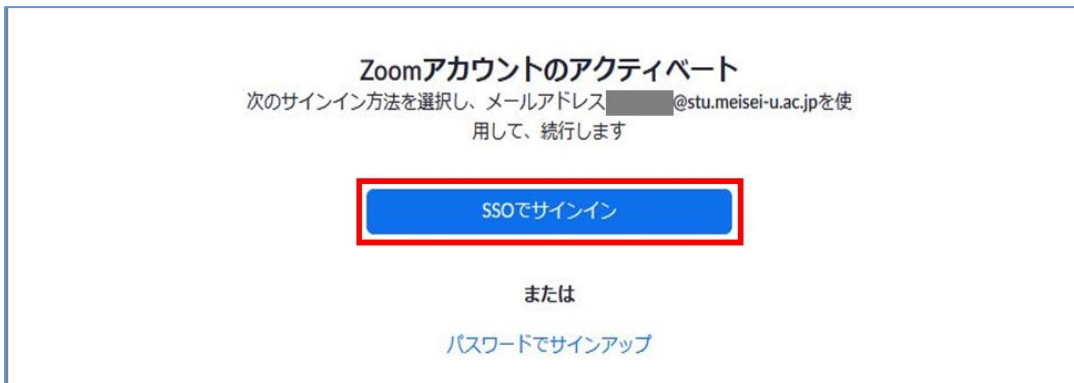 Zoomアカウントのアクティベート
次のサインイン方法を選択し、メールアドレス @stu.meisei-u.ac.jpを使
用して、続行します
SSOでサインイン
または
パスワードでサインアップ